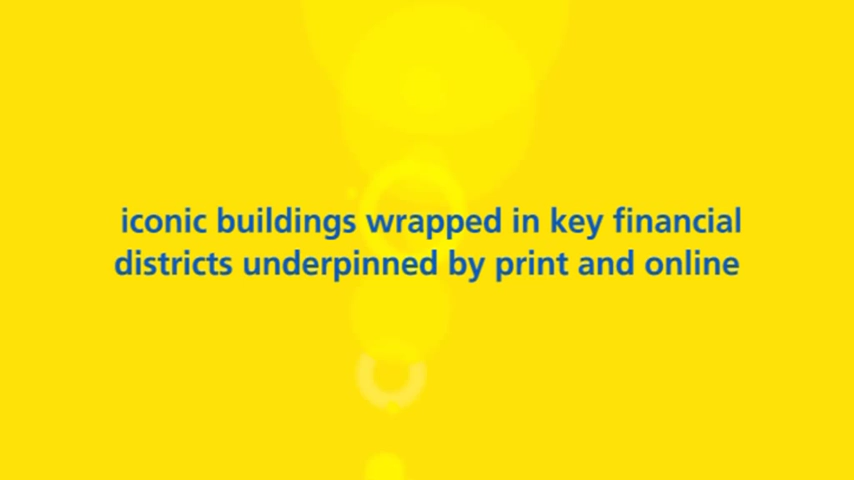 iconic buildings wrapped in key financial
districts underpinned by print and online